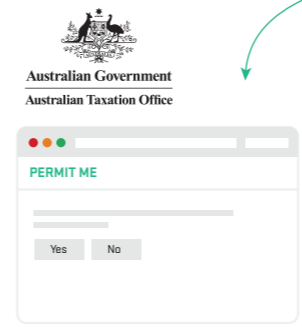 Australian Government
Australian Taxation Office
PERMIT ME
Yes No